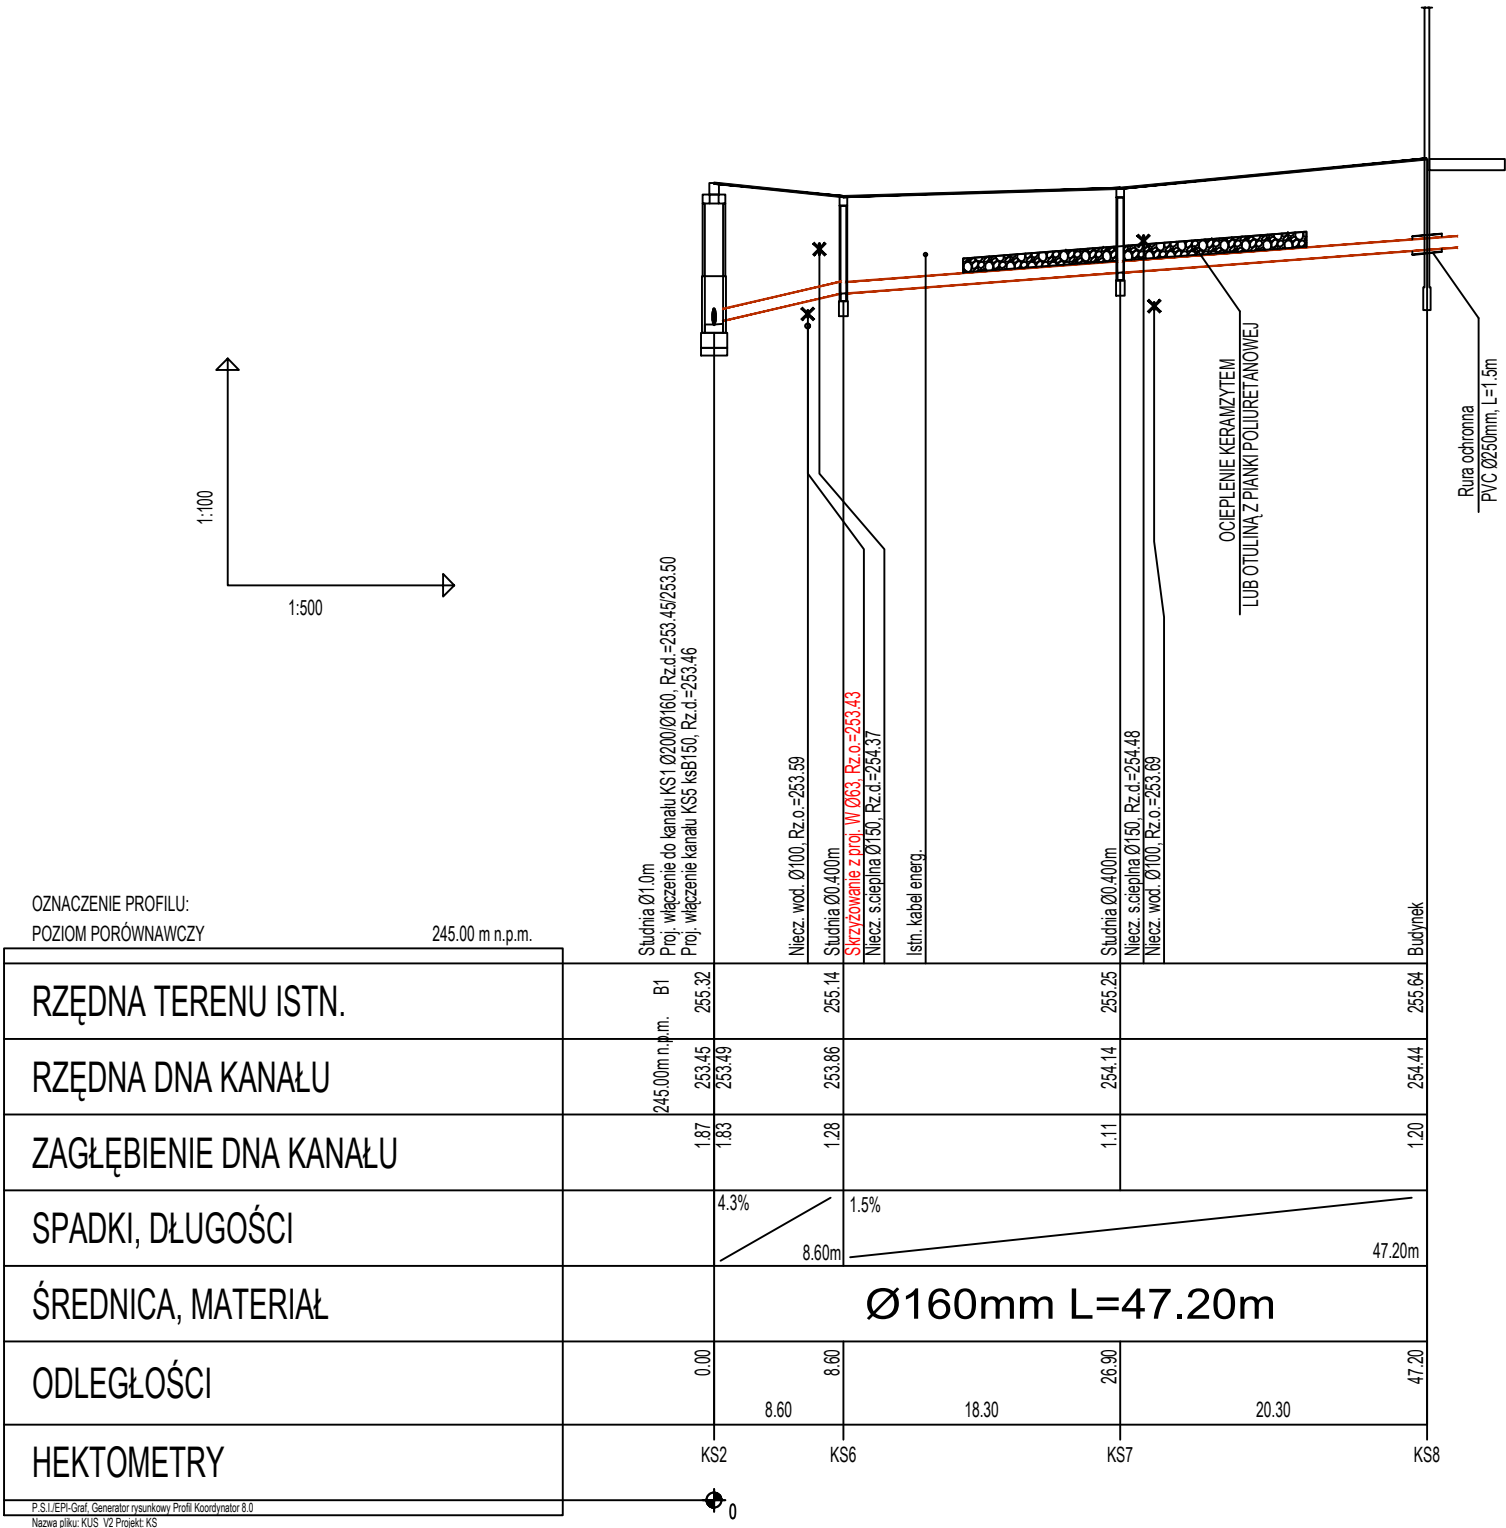 1:100
1:500
OCIEPLENIE KERAMZYTEM
LUB OTULINĄ Z PIANKI POLIURETANOWEJ
Rura ochronna
PVC Ø250mm, L=1.5m
Studnia Ø1.0m
Proj. włączenie do kanału KS1 Ø200/Ø160, Rz.d.=253.45/253.50
Proj. włączenie kanału KS5 ksB150, Rz.d.=253.46
Niecz. wod. Ø100, Rz.o.=253.59
Studnia Ø0.400m
Skrzyżowanie z proj. W Ø63, Rz.o.=253.43
Niecz. s.cieplna Ø150, Rz.d.=254.37
Istn. kabel energ.
Studnia Ø0.400m
Niecz. s.cieplna Ø150, Rz.d.=254.48
Niecz. wod. Ø100, Rz.o.=253.69
Budynek
OZNACZENIE PROFILU:
POZIOM PORÓWNAWCZY 245.00 m n.p.m.
245.00m n.p.m. B1
RZĘDNA TERENU ISTN. 255.32 255.14 255.25 255.64
RZĘDNA DNA KANAŁU 253.45 253.49 253.86 254.14 254.44
ZAGŁĘBIENIE DNA KANAŁU 1.87 1.83 1.28 1.11 1.20
SPADKI, DŁUGOŚCI 4.3% 8.60m 1.5% 47.20m
ŚREDNICA, MATERIAŁ Ø160mm L=47.20m
ODLEGŁOŚCI 0.00 8.60 26.90 47.20
8.60 18.30 20.30
HEKTOMETRY KS2 KS6 KS7 KS8
0
P.S.I./EPI-Graf, Generator rysunkowy Profil Koordynator 8.0
Nazwa pliku: KUS_V2 Projekt: KS